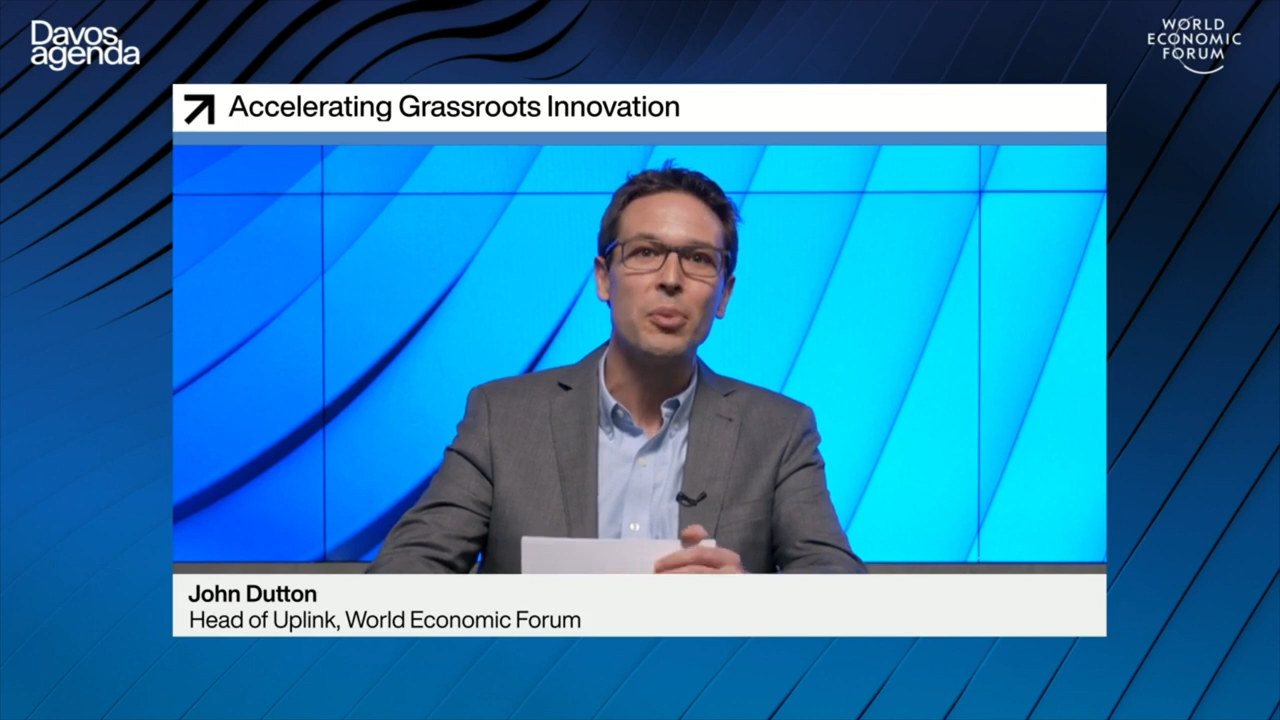 Davos
agenda
WORLD
ECONOMIC
FORUM
Accelerating Grassroots Innovation
John Dutton
Head of Uplink, World Economic Forum